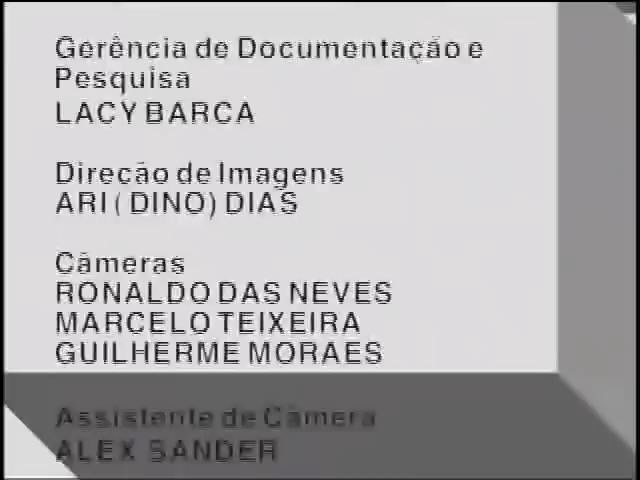 Gerência de Documentação e
Pesquisa
LACY BARCA
Direcão de Imagens
ARI ( DINO) DIAS
Câmeras
RONALDO DAS NEVES
MARCELO TEIXEIRA
GUILHERME MORAES
Assistente de Câmera
ALEX SANDER